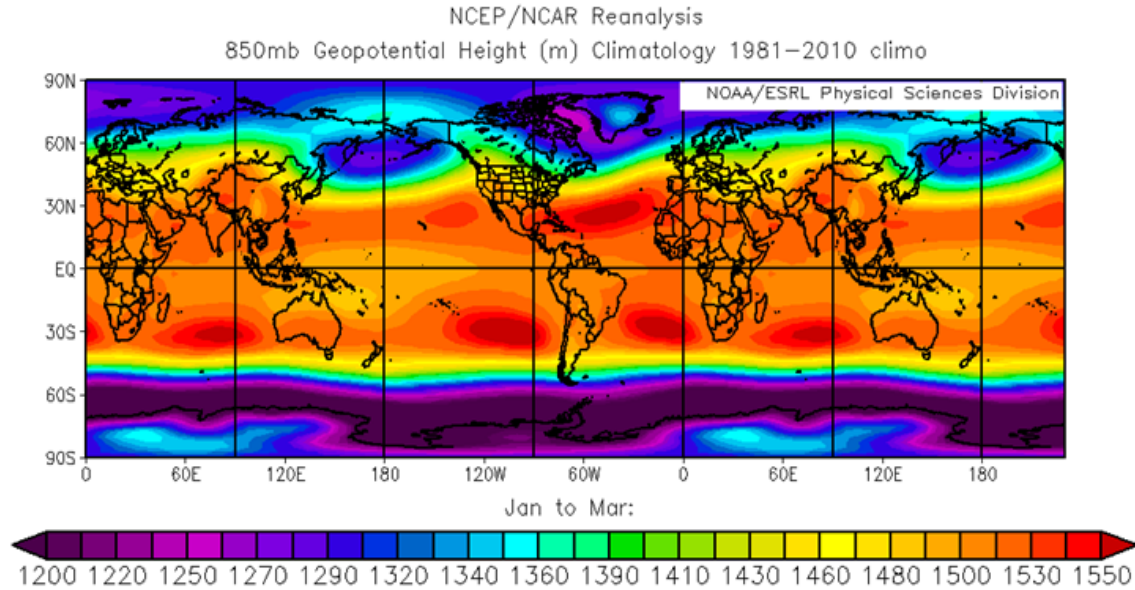 NCEP/NCAR Reanalysis
850mb Geopotential Height (m) Climatology 1981-2010 climo
NOAA/ESRL Physical Sciences Division
90N
60N
30N
EQ
30S
60S
90S
0 60E 120E 180 120W 60W 0 60E 120E 180
Jan to Mar:
1200 1220 1250 1270 1290 1320 1340 1360 1390 1410 1430 1460 1480 1500 1530 1550